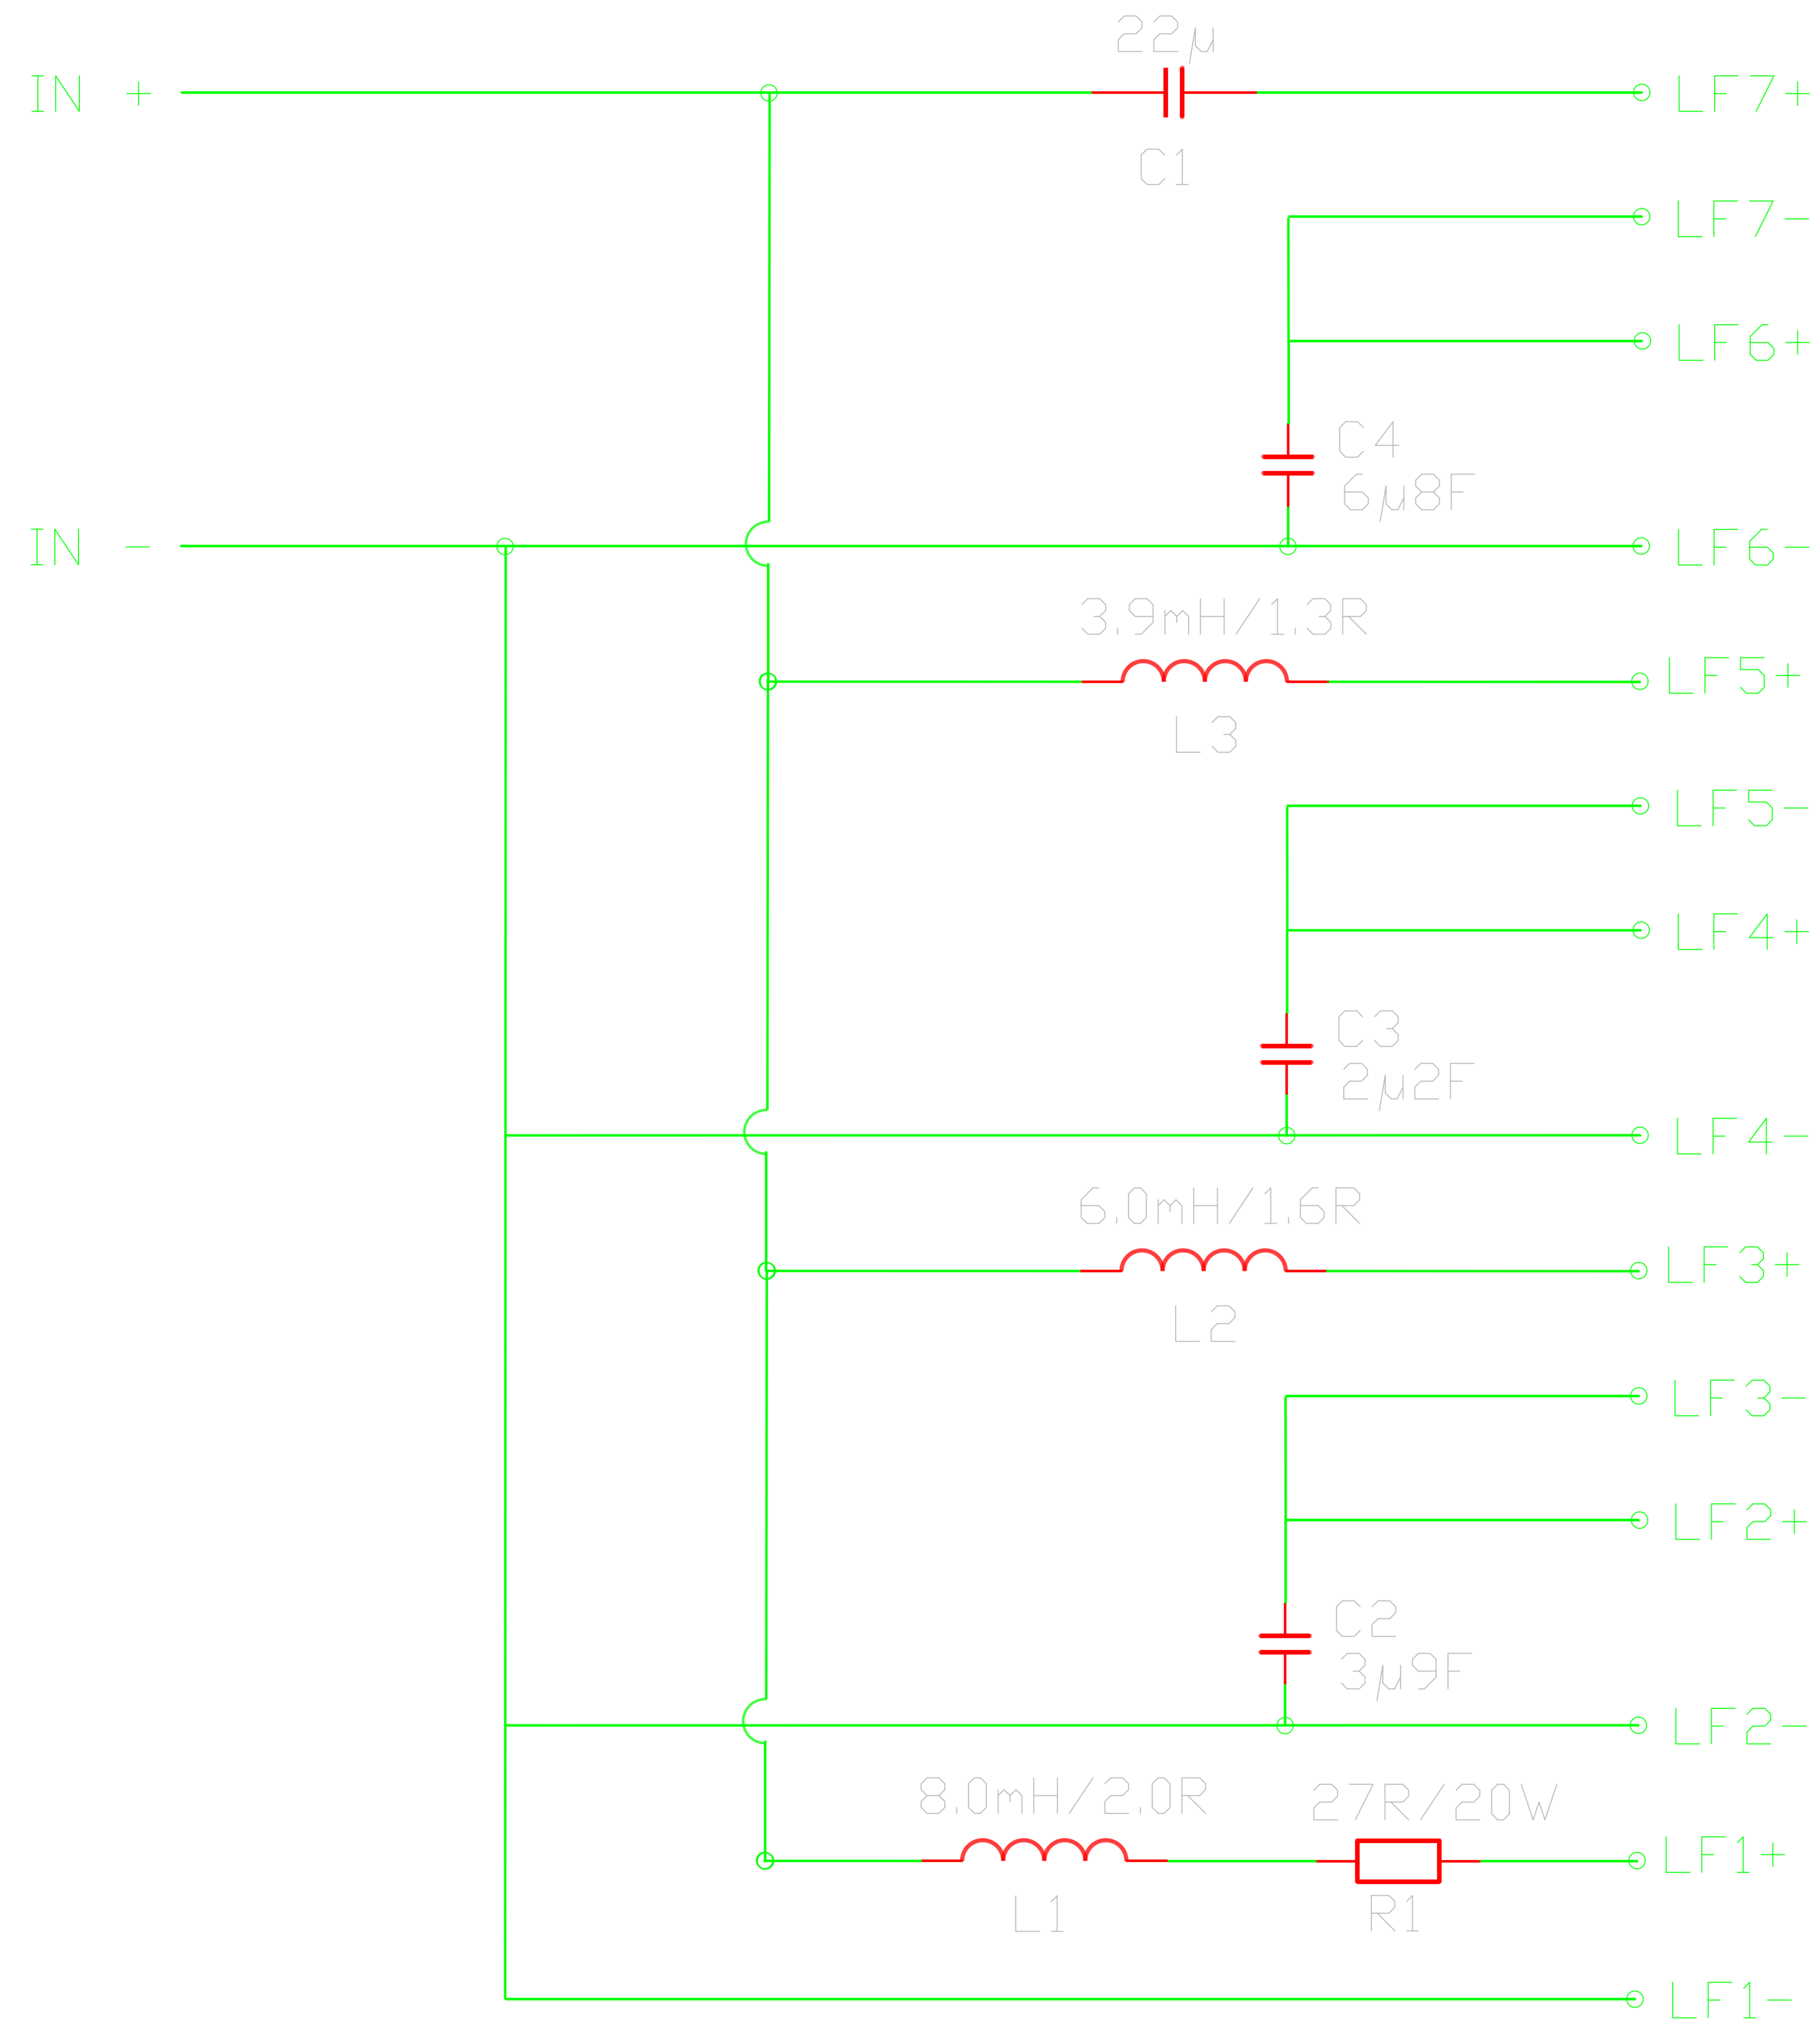 22µ
IN +
LF7+
C1
LF7-
LF6+
C4
6µ8F
IN -
LF6-
3.9mH/1.3R
LF5+
L3
LF5-
LF4+
C3
2µ2F
LF4-
6.0mH/1.6R
LF3+
L2
LF3-
LF2+
C2
3µ9F
LF2-
8.0mH/2.0R
27R/20W
LF1+
L1
R1
LF1-